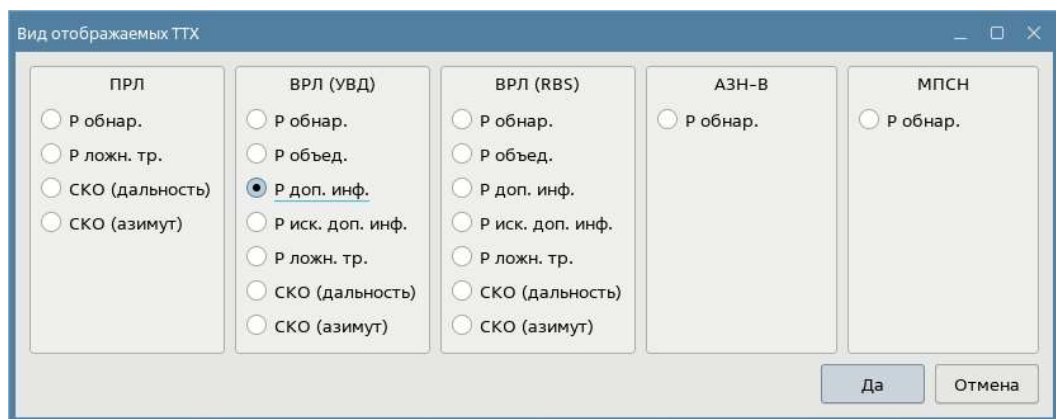 Вид отображаемых ТТХ
ПРЛ
Р обнар.
Р ложн. тр.
СКО (дальность)
СКО (азимут)
ВРЛ (УВД)
Р обнар.
Р объед.
Р доп. инф.
Р иск. доп. инф.
Р ложн. тр.
СКО (дальность)
СКО (азимут)
ВРЛ (RBS)
Р обнар.
Р объед.
Р доп. инф.
Р иск. доп. инф.
Р ложн. тр.
СКО (дальность)
СКО (азимут)
АЗН-В
Р обнар.
МПСН
Р обнар.
Да
Отмена